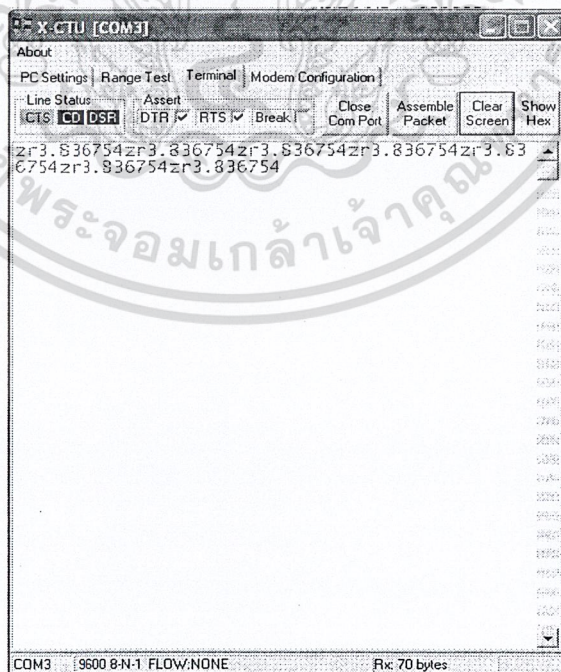 X-CTU [COM3]
About
PC Settings Range Test Terminal Modem Configuration
Line Status Assert
CTS CD DSR DTR RTS Break Close Com Port Assemble Packet Clear Screen Show Hex
zr3.836754zr3.836754zr3.836754zr3.836754zr3.83
6754zr3.836754zr3.836754
พระจอมเกล้าเจ้าคุณ
COM3 9600 8-N-1 FLOW:NONE Rx: 70 bytes